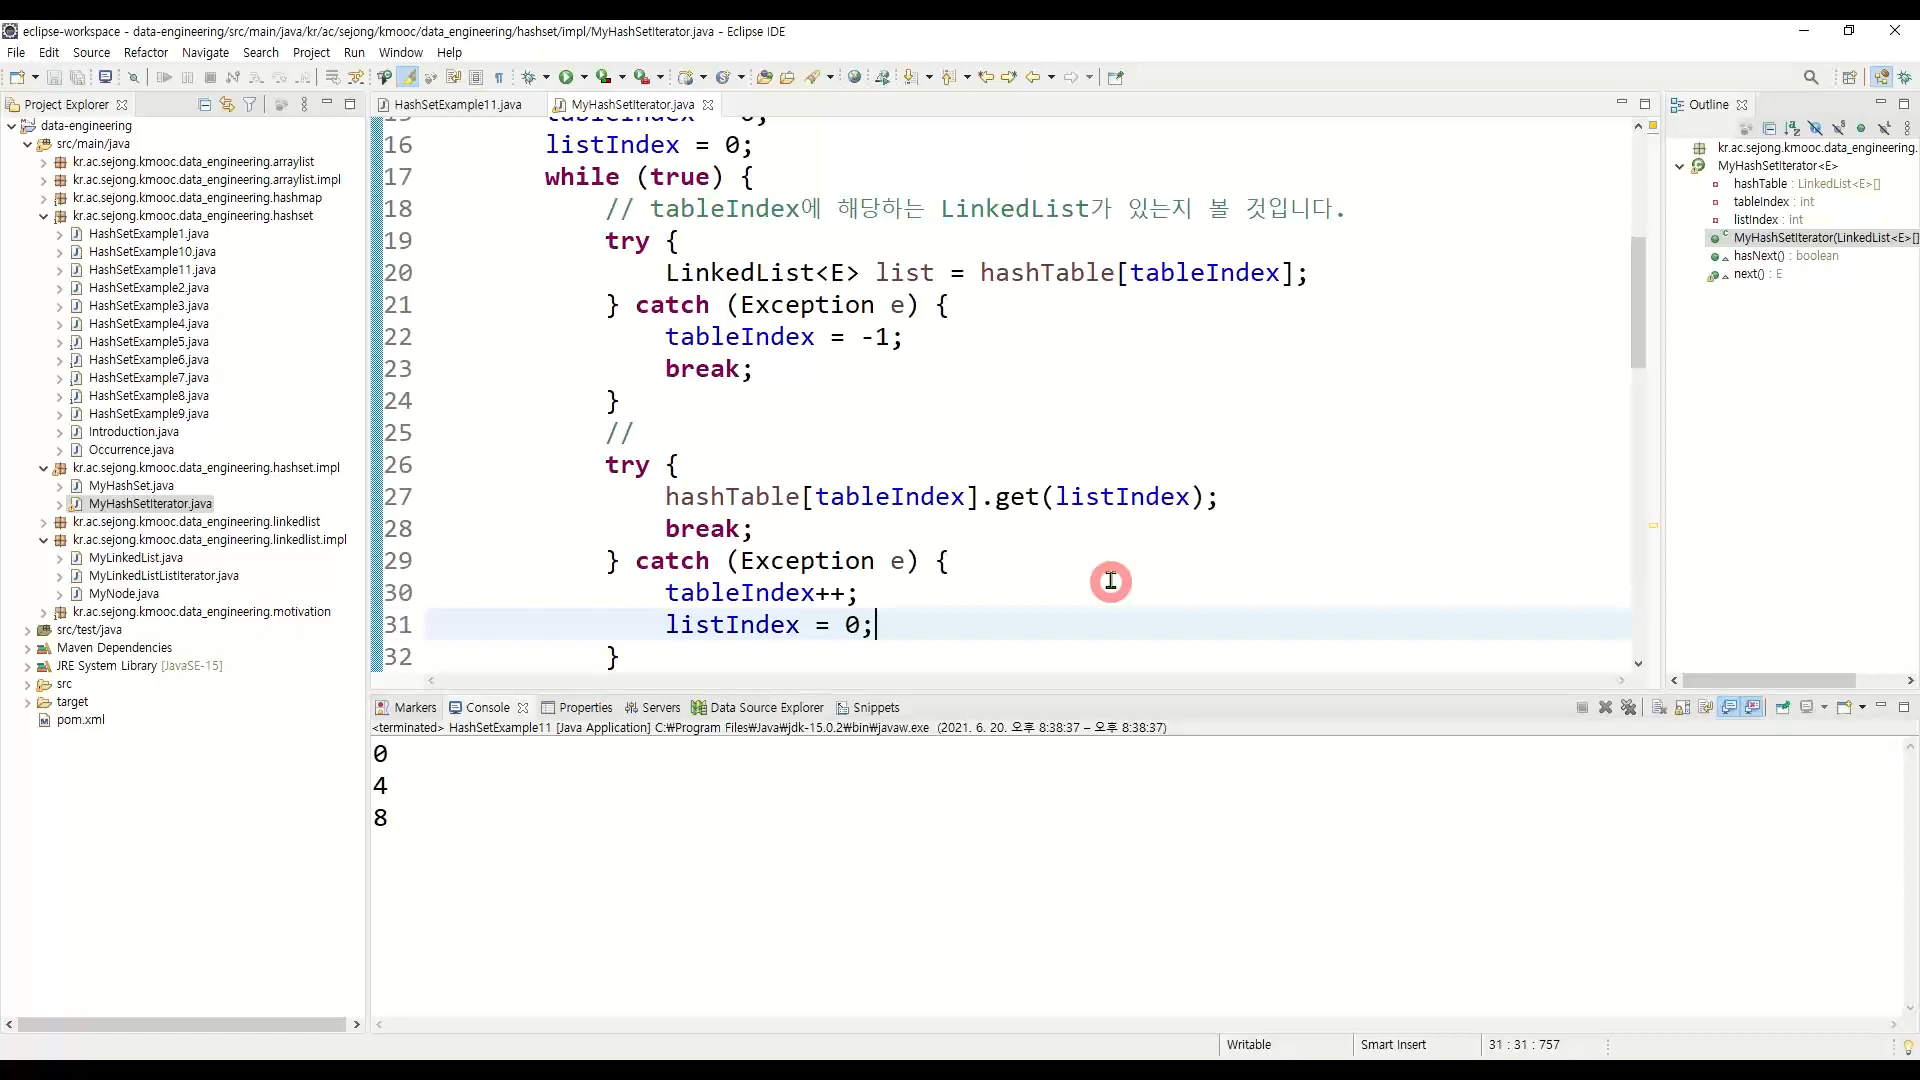 eclipse-workspace - data-engineering/src/main/java/kr/ac/sejong/kmooc/data_engineering/hashset/impl/MyHashSetIterator.java - Eclipse IDE
File Edit Source Refactor Navigate Search Project Run Window Help
Project Explorer
data-engineering
src/main/java
kr.ac.sejong.kmooc.data_engineering.arraylist
kr.ac.sejong.kmooc.data_engineering.arraylist.impl
kr.ac.sejong.kmooc.data_engineering.hashmap
kr.ac.sejong.kmooc.data_engineering.hashset
HashSetExample1.java
HashSetExample10.java
HashSetExample11.java
HashSetExample2.java
HashSetExample3.java
HashSetExample4.java
HashSetExample5.java
HashSetExample6.java
HashSetExample7.java
HashSetExample8.java
HashSetExample9.java
Introduction.java
Occurrence.java
kr.ac.sejong.kmooc.data_engineering.hashset.impl
MyHashSet.java
MyHashSetIterator.java
kr.ac.sejong.kmooc.data_engineering.linkedlist
kr.ac.sejong.kmooc.data_engineering.linkedlist.impl
MyLinkedList.java
MyLinkedListListIterator.java
MyNode.java
kr.ac.sejong.kmooc.data_engineering.motivation
src/test/java
Maven Dependencies
JRE System Library [JavaSE-15]
src
target
pom.xml
HashSetExample11.java MyHashSetIterator.java
15 tableIndex = 0;
16 listIndex = 0;
17 while (true) {
18 // tableIndex에 해당하는 LinkedList가 있는지 볼 것입니다.
19 try {
20 LinkedList<E> list = hashTable[tableIndex];
21 } catch (Exception e) {
22 tableIndex = -1;
23 break;
24 }
25 //
26 try {
27 hashTable[tableIndex].get(listIndex);
28 break;
29 } catch (Exception e) {
30 tableIndex++;
31 listIndex = 0;
32 }
Outline
kr.ac.sejong.kmooc.data_engineering.
MyHashSetIterator<E>
hashTable : LinkedList<E>[]
tableIndex : int
listIndex : int
MyHashSetIterator(LinkedList<E>[]
hasNext() : boolean
next() : E
Markers Console Properties Servers Data Source Explorer Snippets
<terminated> HashSetExample11 [Java Application] C:₩Program Files₩Java₩jdk-15.0.2₩bin₩javaw.exe (2021. 6. 20. 오후 8:38:37 – 오후 8:38:37)
0
4
8
Writable Smart Insert 31 : 31 : 757